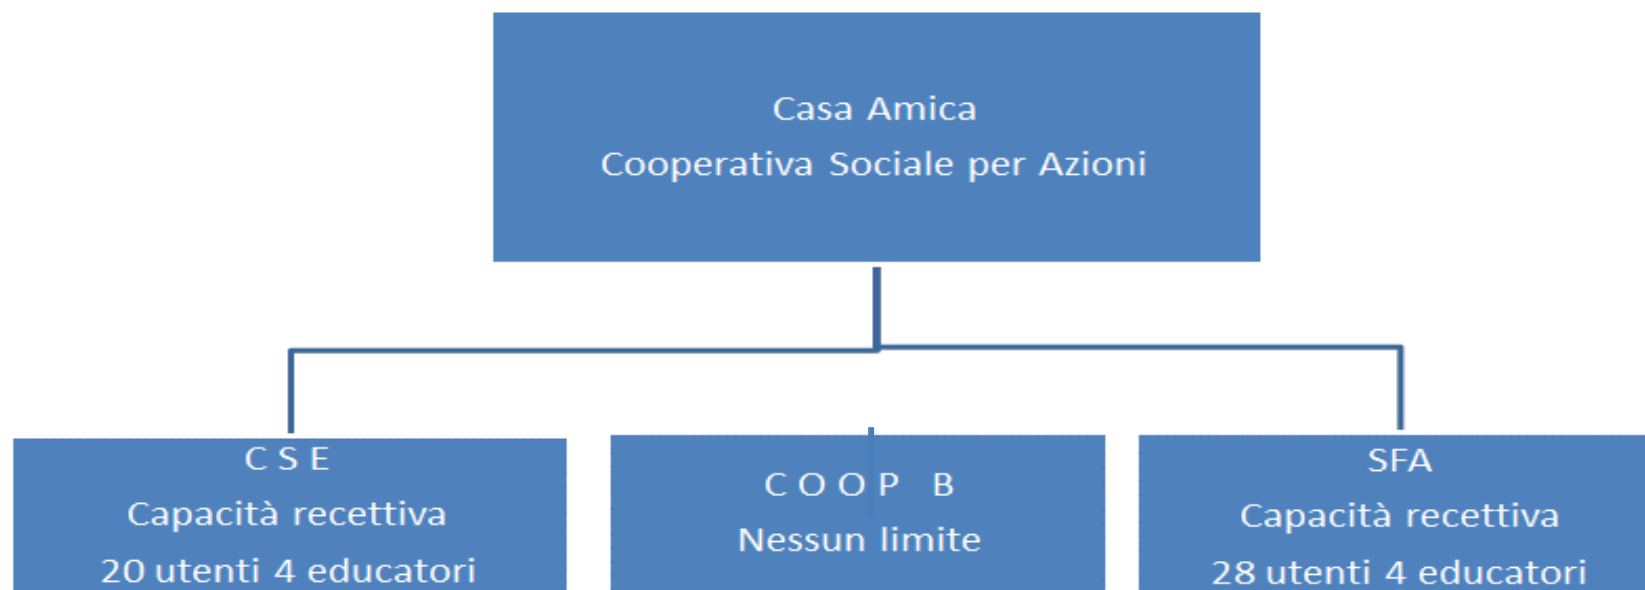 Casa Amica
Cooperativa Sociale per Azioni
C S E
Capacità recettiva
20 utenti 4 educatori
C O O P B
Nessun limite
SFA
Capacità recettiva
28 utenti 4 educatori